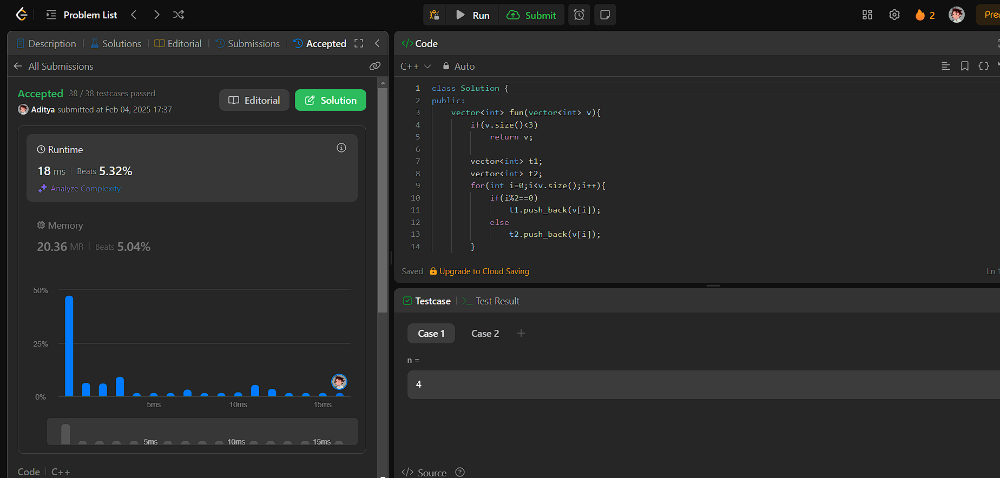 Problem List
Run
Submit
2
Description
Solutions
Editorial
Submissions
Accepted
All Submissions
Accepted 38 / 38 testcases passed
Aditya submitted at Feb 04, 2025 17:37
Editorial
Solution
Runtime
18 ms Beats 5.32%
Analyze Complexity
Memory
20.36 MB Beats 5.04%
50%
25%
0%
5ms 10ms 15ms
5ms 10ms 15ms
Code C++
</> Code
C++ Auto
1 class Solution {
2 public:
3 vector<int> fun(vector<int> v){
4 if(v.size()<3)
5 return v;
6
7 vector<int> t1;
8 vector<int> t2;
9 for(int i=0;i<v.size();i++){
10 if(i%2==0)
11 t1.push_back(v[i]);
12 else
13 t2.push_back(v[i]);
14 }
Saved Upgrade to Cloud Saving
Ln
Testcase
Test Result
Case 1 Case 2 +
n =
4
</> Source